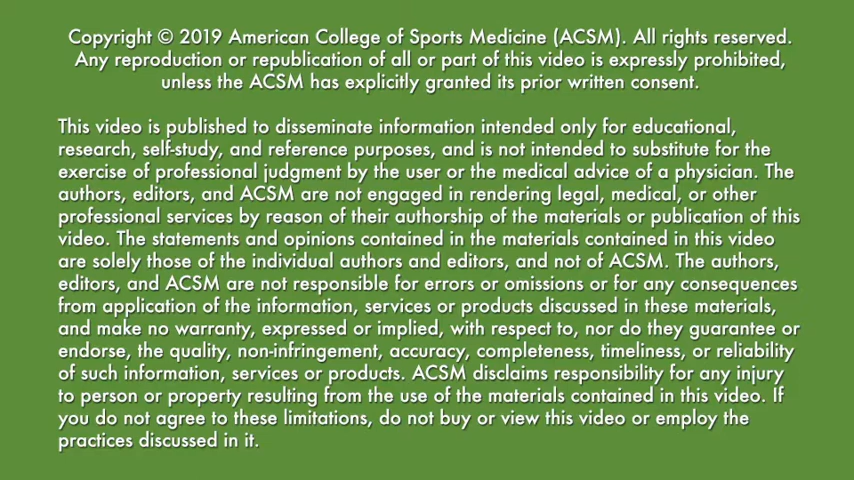 Copyright © 2019 American College of Sports Medicine (ACSM). All rights reserved.
Any reproduction or republication of all or part of this video is expressly prohibited,
unless the ACSM has explicitly granted its prior written consent.
This video is published to disseminate information intended only for educational,
research, self-study, and reference purposes, and is not intended to substitute for the
exercise of professional judgment by the user or the medical advice of a physician. The
authors, editors, and ACSM are not engaged in rendering legal, medical, or other
professional services by reason of their authorship of the materials or publication of this
video. The statements and opinions contained in the materials contained in this video
are solely those of the individual authors and editors, and not of ACSM. The authors,
editors, and ACSM are not responsible for errors or omissions or for any consequences
from application of the information, services or products discussed in these materials,
and make no warranty, expressed or implied, with respect to, nor do they guarantee or
endorse, the quality, non-infringement, accuracy, completeness, timeliness, or reliability
of such information, services or products. ACSM disclaims responsibility for any injury
to person or property resulting from the use of the materials contained in this video. If
you do not agree to these limitations, do not buy or view this video or employ the
practices discussed in it.